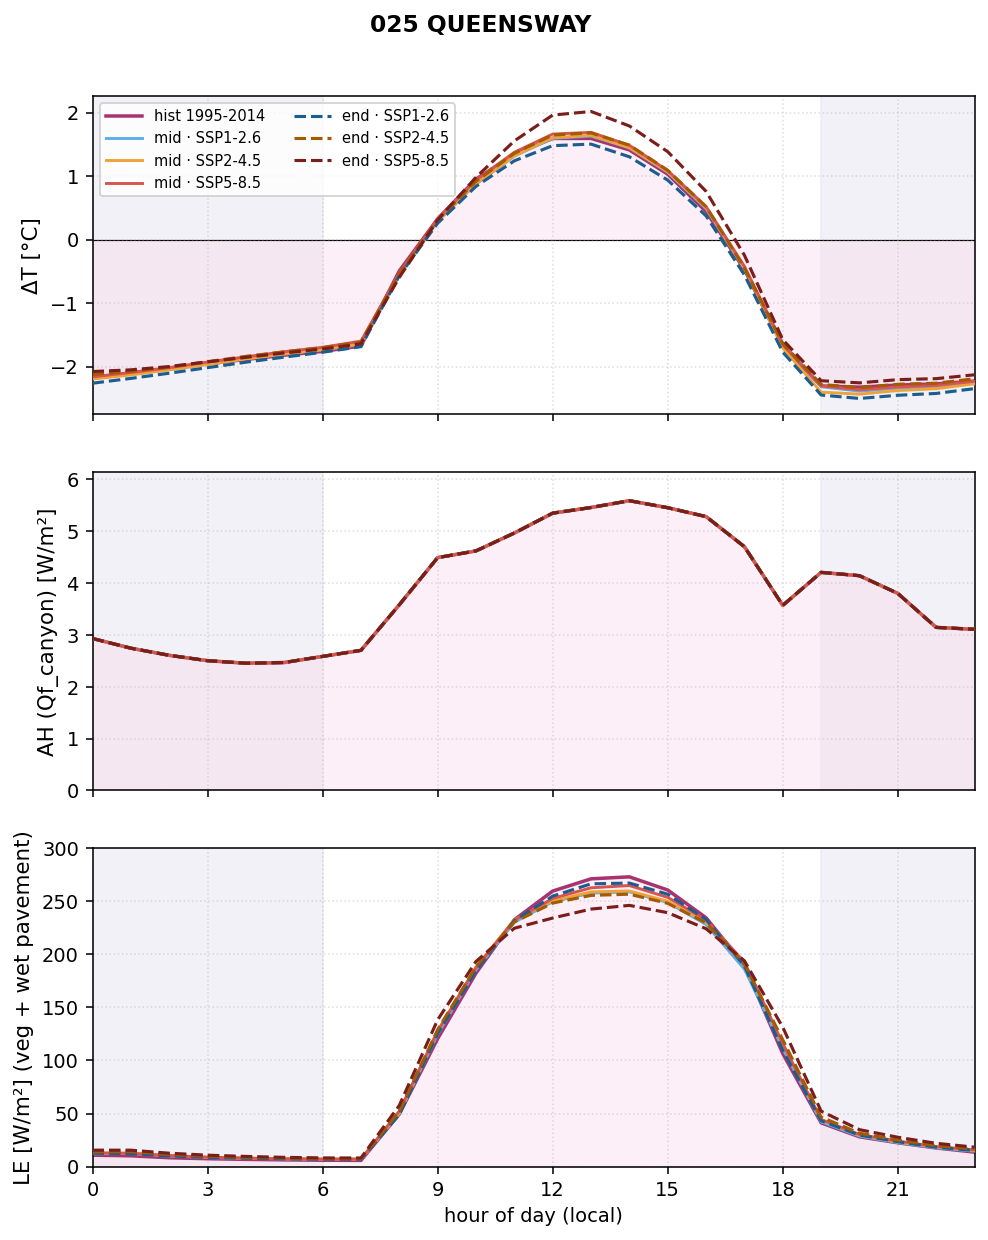 025 QUEENSWAY
hist 1995-2014
mid · SSP1-2.6
mid · SSP2-4.5
mid · SSP5-8.5
end · SSP1-2.6
end · SSP2-4.5
end · SSP5-8.5
ΔT [°C]
2
1
0
−1
−2
AH (Qf_canyon) [W/m²]
6
5
4
3
2
1
0
LE [W/m²] (veg + wet pavement)
300
250
200
150
100
50
0
0 3 6 9 12 15 18 21
hour of day (local)